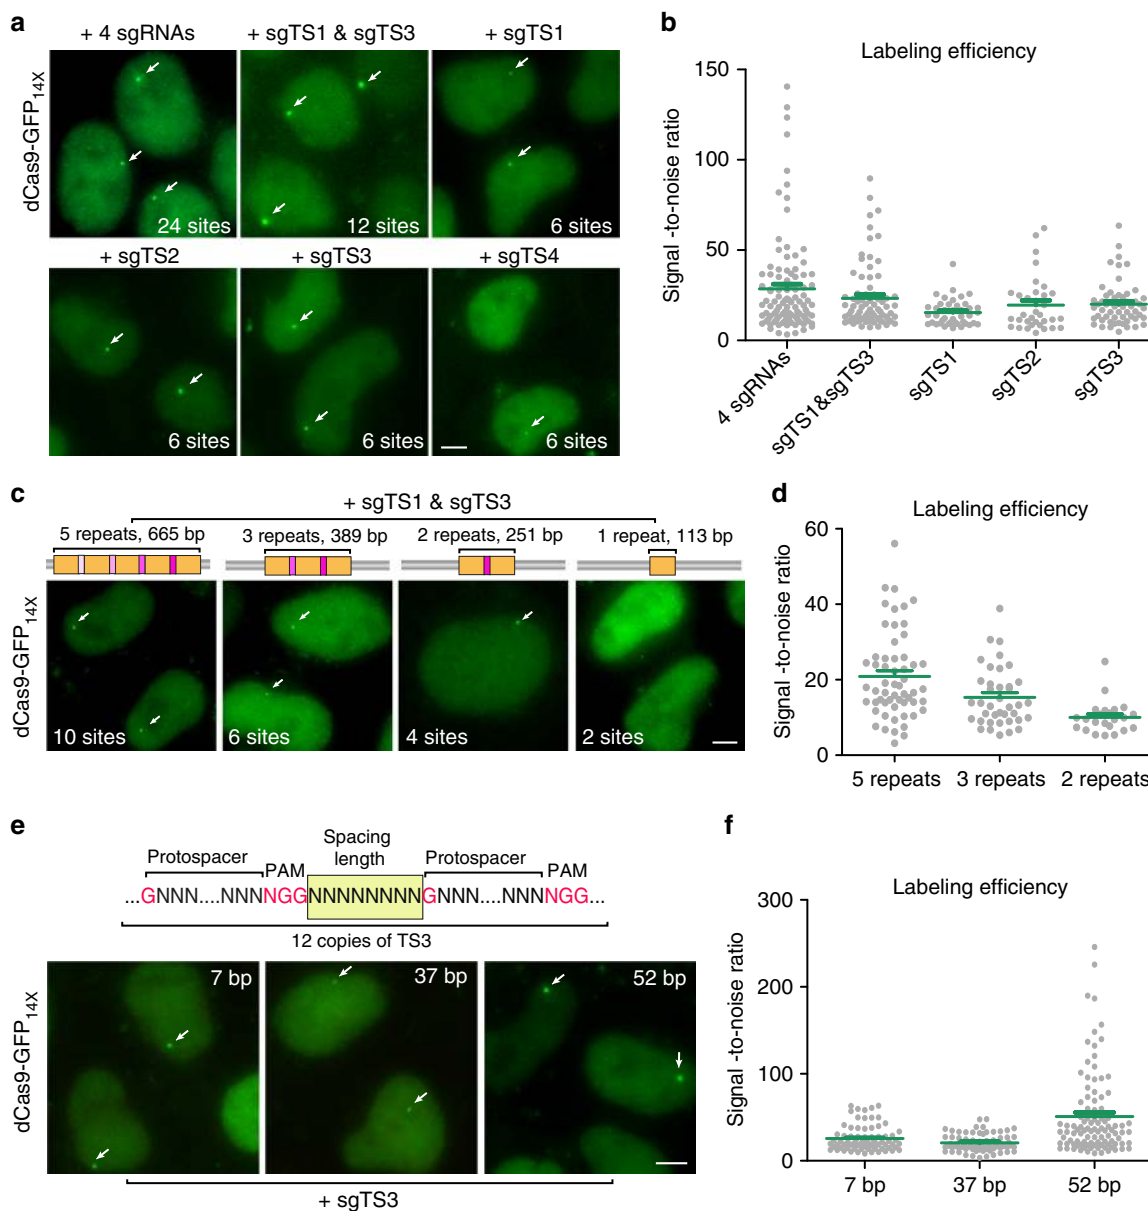 a
+ 4 sgRNAs
+ sgTS1 & sgTS3
+ sgTS1
dCas9-GFP14X
24 sites
12 sites
6 sites
+ sgTS2
+ sgTS3
+ sgTS4
6 sites
6 sites
6 sites
b
Labeling efficiency
Signal -to-noise ratio
150
100
50
0
4 sgRNAs
sgTS1&sgTS3
sgTS1
sgTS2
sgTS3
c
+ sgTS1 & sgTS3
5 repeats, 665 bp
3 repeats, 389 bp
2 repeats, 251 bp
1 repeat, 113 bp
dCas9-GFP14X
10 sites
6 sites
4 sites
2 sites
d
Labeling efficiency
Signal -to-noise ratio
60
40
20
0
5 repeats
3 repeats
2 repeats
e
Protospacer
PAM
Spacing
length
Protospacer
PAM
...GNNN....NNNNGGNNNNNNNNGNNN....NNNNGG...
12 copies of TS3
dCas9-GFP14X
7 bp
37 bp
52 bp
+ sgTS3
f
Labeling efficiency
Signal -to-noise ratio
300
200
100
0
7 bp
37 bp
52 bp